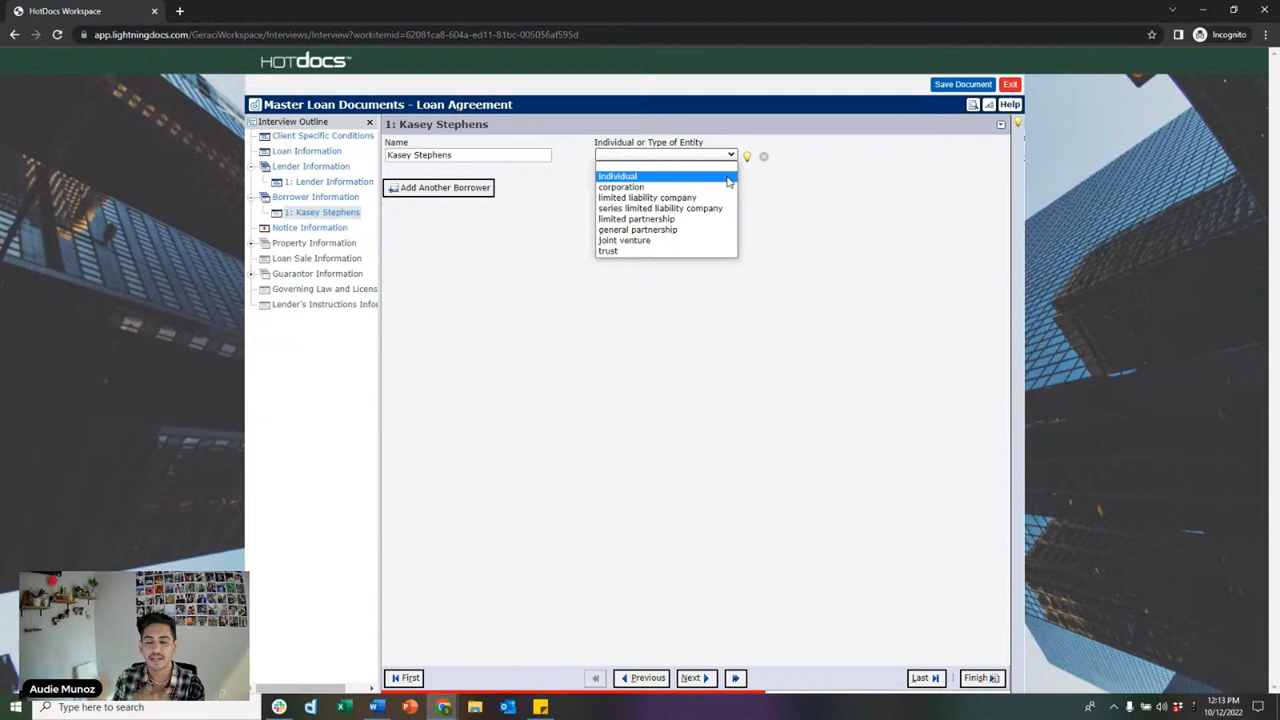 HotDocs Workspace
Incognito
app.lightningdocs.com/GeraciWorkspace/Interviews/Interview?workitemid=62081ca8-604a-ed11-81bc-005056af95d
HOTDOCS
Save Document
Exit
Master Loan Documents - Loan Agreement
Help
Interview Outline
1: Kasey Stephens
Client Specific Conditions
Loan Information
Lender Information
1: Lender Information
Borrower Information
1: Kasey Stephens
Notice Information
Property Information
Loan Sale Information
Guarantor Information
Governing Law and Licens
Lender's Instructions Infor
Name
Individual or Type of Entity
Kasey Stephens
Add Another Borrower
individual
corporation
limited liability company
series limited liability company
limited partnership
general partnership
joint venture
trust
First
Previous
Next
Last
Finish
Audie Munoz
Type here to search
12:13 PM
10/12/2022